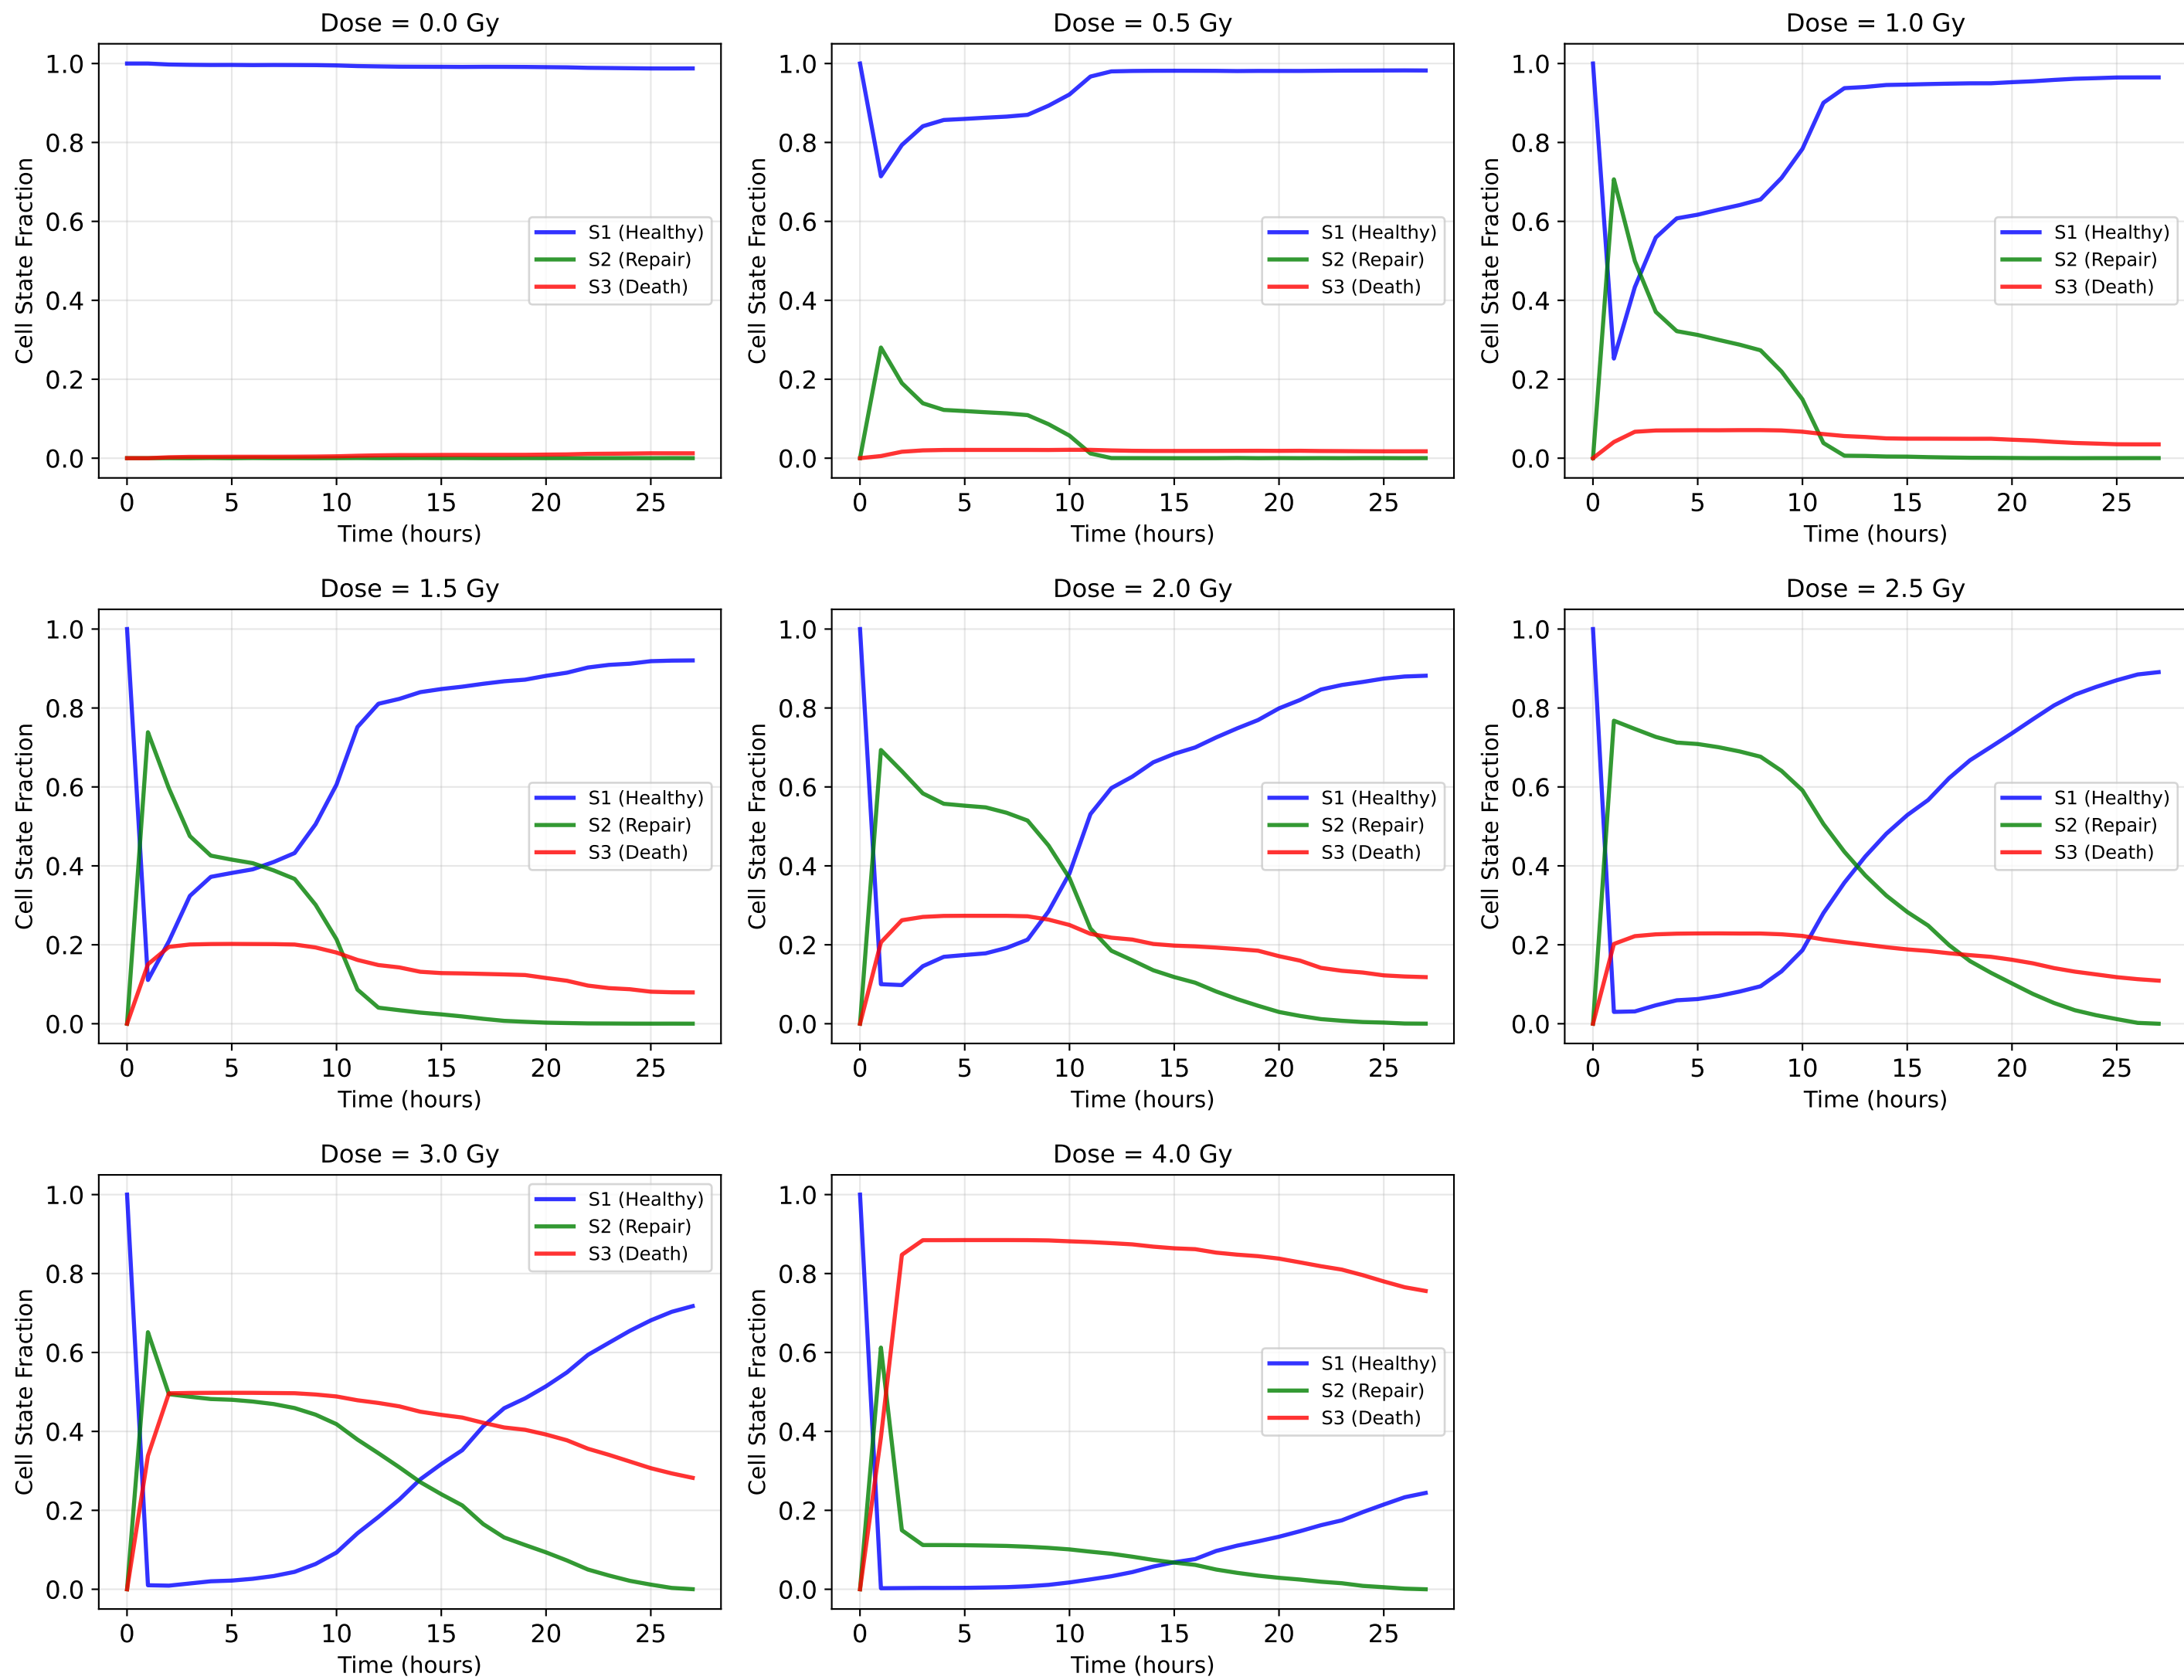 Dose = 0.0 Gy
Cell State Fraction
1.0
0.8
0.6
0.4
0.2
0.0
S1 (Healthy)
S2 (Repair)
S3 (Death)
0 5 10 15 20 25
Time (hours)
Dose = 0.5 Gy
Cell State Fraction
1.0
0.8
0.6
0.4
0.2
0.0
S1 (Healthy)
S2 (Repair)
S3 (Death)
0 5 10 15 20 25
Time (hours)
Dose = 1.0 Gy
Cell State Fraction
1.0
0.8
0.6
0.4
0.2
0.0
S1 (Healthy)
S2 (Repair)
S3 (Death)
0 5 10 15 20 25
Time (hours)
Dose = 1.5 Gy
Cell State Fraction
1.0
0.8
0.6
0.4
0.2
0.0
S1 (Healthy)
S2 (Repair)
S3 (Death)
0 5 10 15 20 25
Time (hours)
Dose = 2.0 Gy
Cell State Fraction
1.0
0.8
0.6
0.4
0.2
0.0
S1 (Healthy)
S2 (Repair)
S3 (Death)
0 5 10 15 20 25
Time (hours)
Dose = 2.5 Gy
Cell State Fraction
1.0
0.8
0.6
0.4
0.2
0.0
S1 (Healthy)
S2 (Repair)
S3 (Death)
0 5 10 15 20 25
Time (hours)
Dose = 3.0 Gy
Cell State Fraction
1.0
0.8
0.6
0.4
0.2
0.0
S1 (Healthy)
S2 (Repair)
S3 (Death)
0 5 10 15 20 25
Time (hours)
Dose = 4.0 Gy
Cell State Fraction
1.0
0.8
0.6
0.4
0.2
0.0
S1 (Healthy)
S2 (Repair)
S3 (Death)
0 5 10 15 20 25
Time (hours)